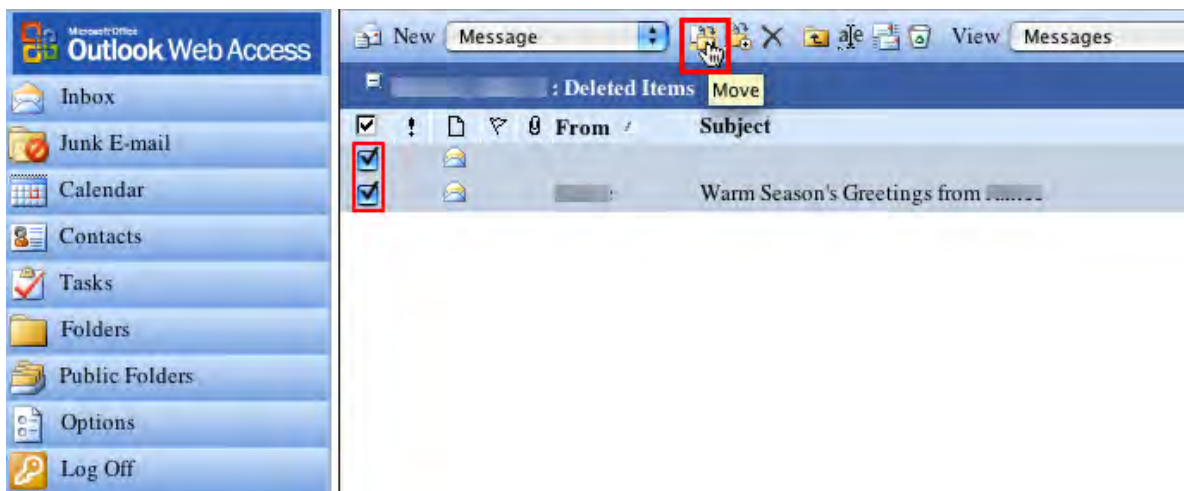 Microsoft Office
Outlook Web Access
Inbox
Junk E-mail
Calendar
Contacts
Tasks
Folders
Public Folders
Options
Log Off
New Message View Messages
: Deleted Items
Move
! From Subject
Warm Season's Greetings from